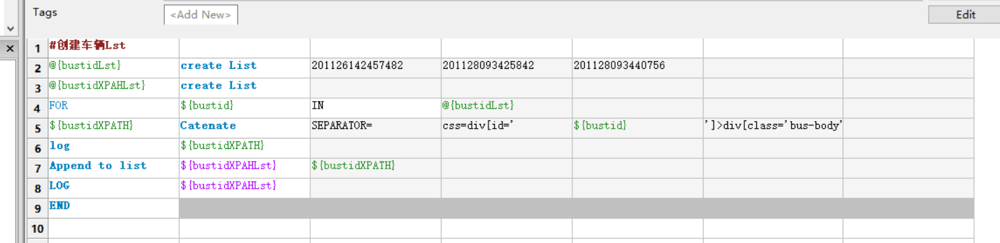 Tags <Add New> Edit
1 #创建车辆Lst
2 @{bustidLst} create List 201126142457482 201128093425842 201128093440756
3 @{bustidXPAHLst} create List
4 FOR ${bustid} IN @{bustidLst}
5 ${bustidXPATH} Catenate SEPARATOR= css=div[id=' ${bustid} ']>div[class='bus-body'
6 log ${bustidXPATH}
7 Append to list ${bustidXPAHLst} ${bustidXPATH}
8 LOG ${bustidXPAHLst}
9 END
10